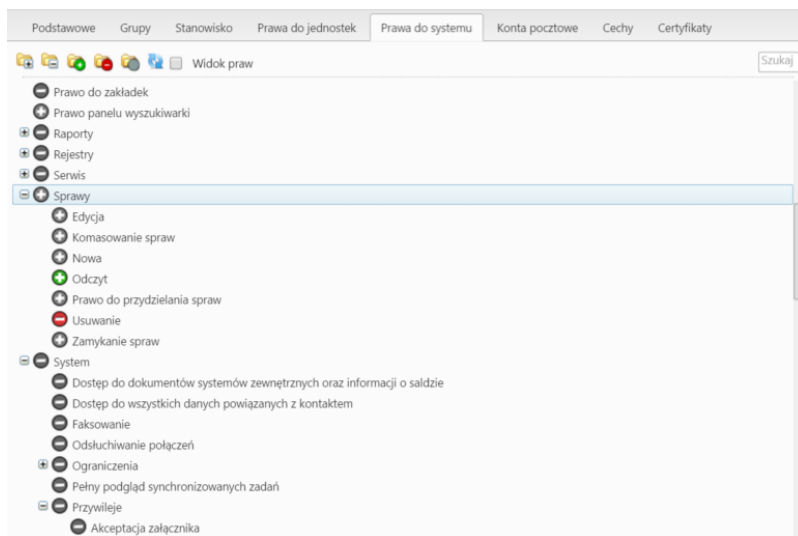 Podstawowe Grupy Stanowisko Prawa do jednostek Prawa do systemu Konta pocztowe Cechy Certyfikaty
Widok praw Szukaj
Prawo do zakładek
Prawo panelu wyszukiwarki
Raporty
Rejestry
Serwis
Sprawy
Edycja
Komasowanie spraw
Nowa
Odczyt
Prawo do przydzielania spraw
Usuwanie
Zamykanie spraw
System
Dostęp do dokumentów systemów zewnętrznych oraz informacji o saldzie
Dostęp do wszystkich danych powiązanych z kontaktem
Faksowanie
Odsłuchiwanie połączeń
Ograniczenia
Pełny podgląd synchronizowanych zadań
Przywileje
Akceptacja załącznika